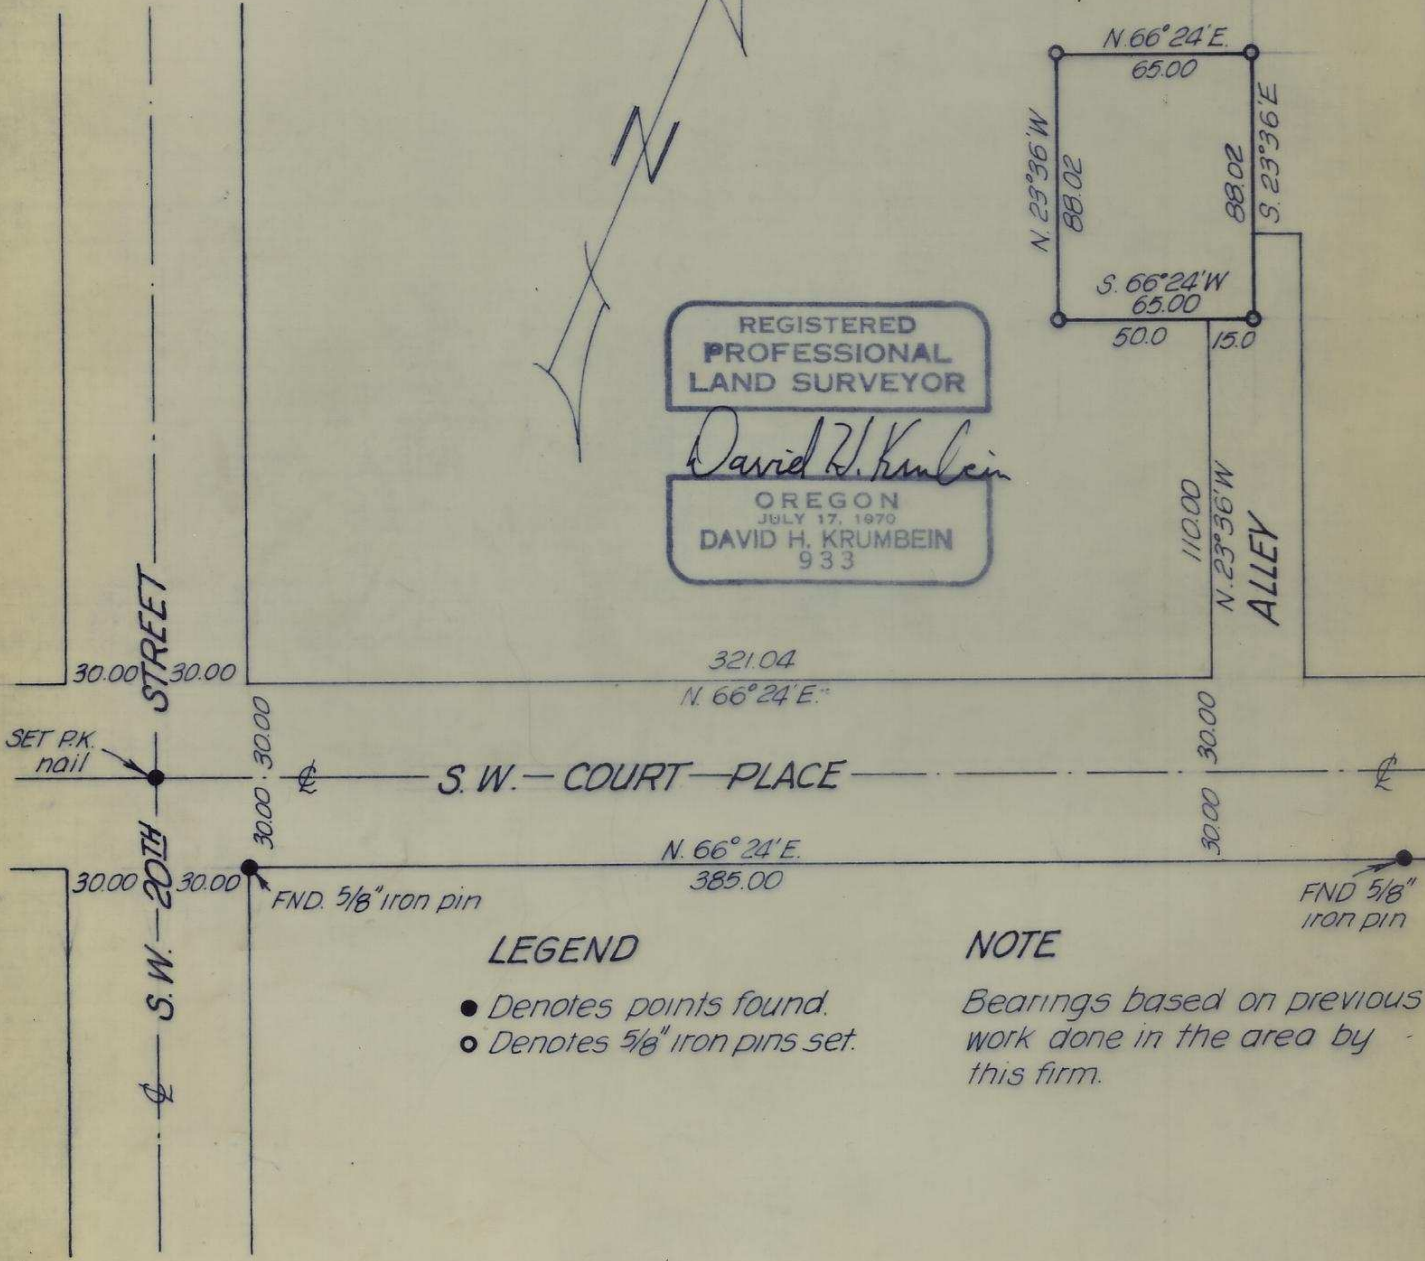 N
N. 66°24'E.
65.00
N. 23°36'W
88.02
88.02
S. 23°36'E
S. 66°24'W
65.00
50.0
15.0
REGISTERED
PROFESSIONAL
LAND SURVEYOR
David H. Krumbein
OREGON
JULY 17, 1970
DAVID H. KRUMBEIN
933
110.00
N. 23°36'W
ALLEY
30.00
30.00
321.04
N. 66°24'E.
30.00
30.00
SET P.K.
nail
℄
S.W. COURT PLACE
℄
30.00
30.00
N. 66°24'E.
385.00
30.00
30.00
FND. 5/8" iron pin
FND 5/8"
iron pin
℄ S.W. 20TH STREET
LEGEND
● Denotes points found.
o Denotes 5/8" iron pins set.
NOTE
Bearings based on previous
work done in the area by
this firm.